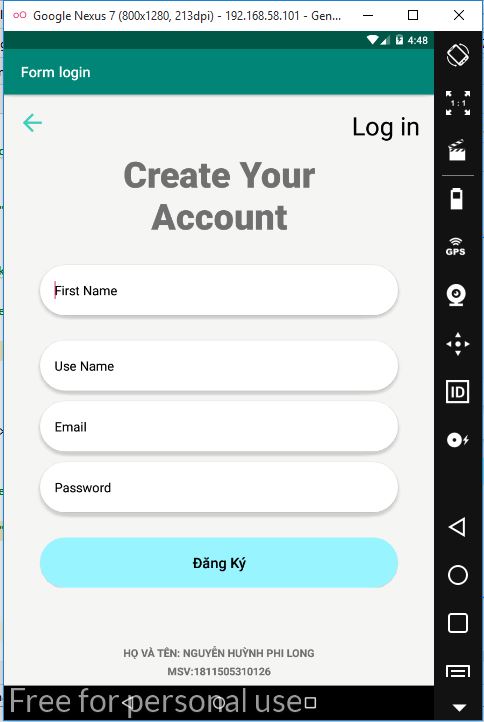 Google Nexus 7 (800x1280, 213dpi) - 192.168.58.101 - Gen...
4:48
Form login
Log in
Create Your
Account
First Name
Use Name
Email
Password
Đăng Ký
HỌ VÀ TÊN: NGUYỄN HUỲNH PHI LONG
MSV:1811505310126
Free for personal use
1:1
GPS
ID